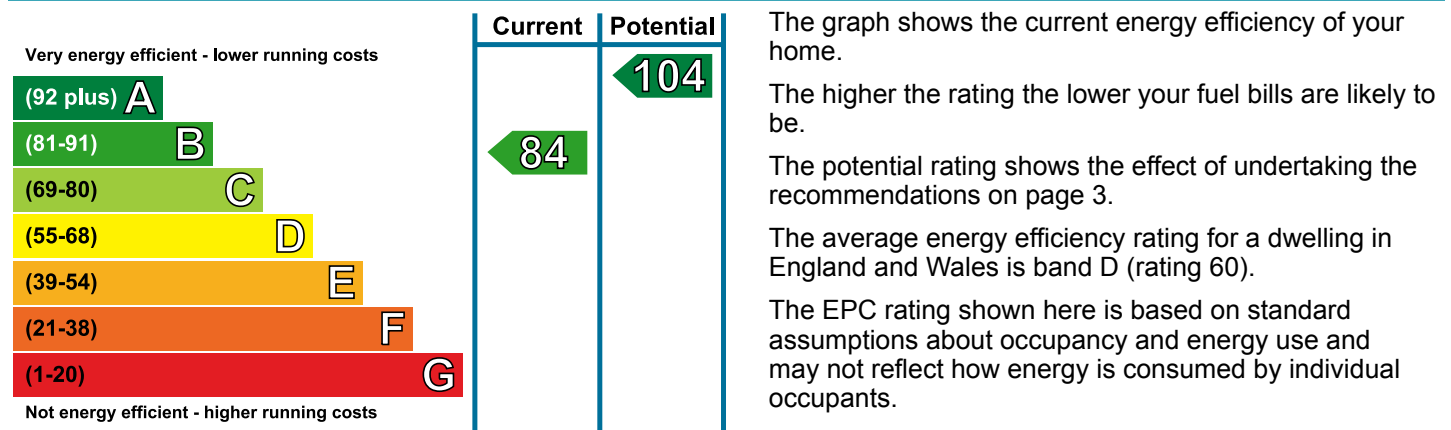 Current Potential
Very energy efficient - lower running costs
(92 plus) A
104
(81-91) B
84
(69-80) C
(55-68) D
(39-54) E
(21-38) F
(1-20) G
Not energy efficient - higher running costs
The graph shows the current energy efficiency of your
home.
The higher the rating the lower your fuel bills are likely to
be.
The potential rating shows the effect of undertaking the
recommendations on page 3.
The average energy efficiency rating for a dwelling in
England and Wales is band D (rating 60).
The EPC rating shown here is based on standard
assumptions about occupancy and energy use and
may not reflect how energy is consumed by individual
occupants.